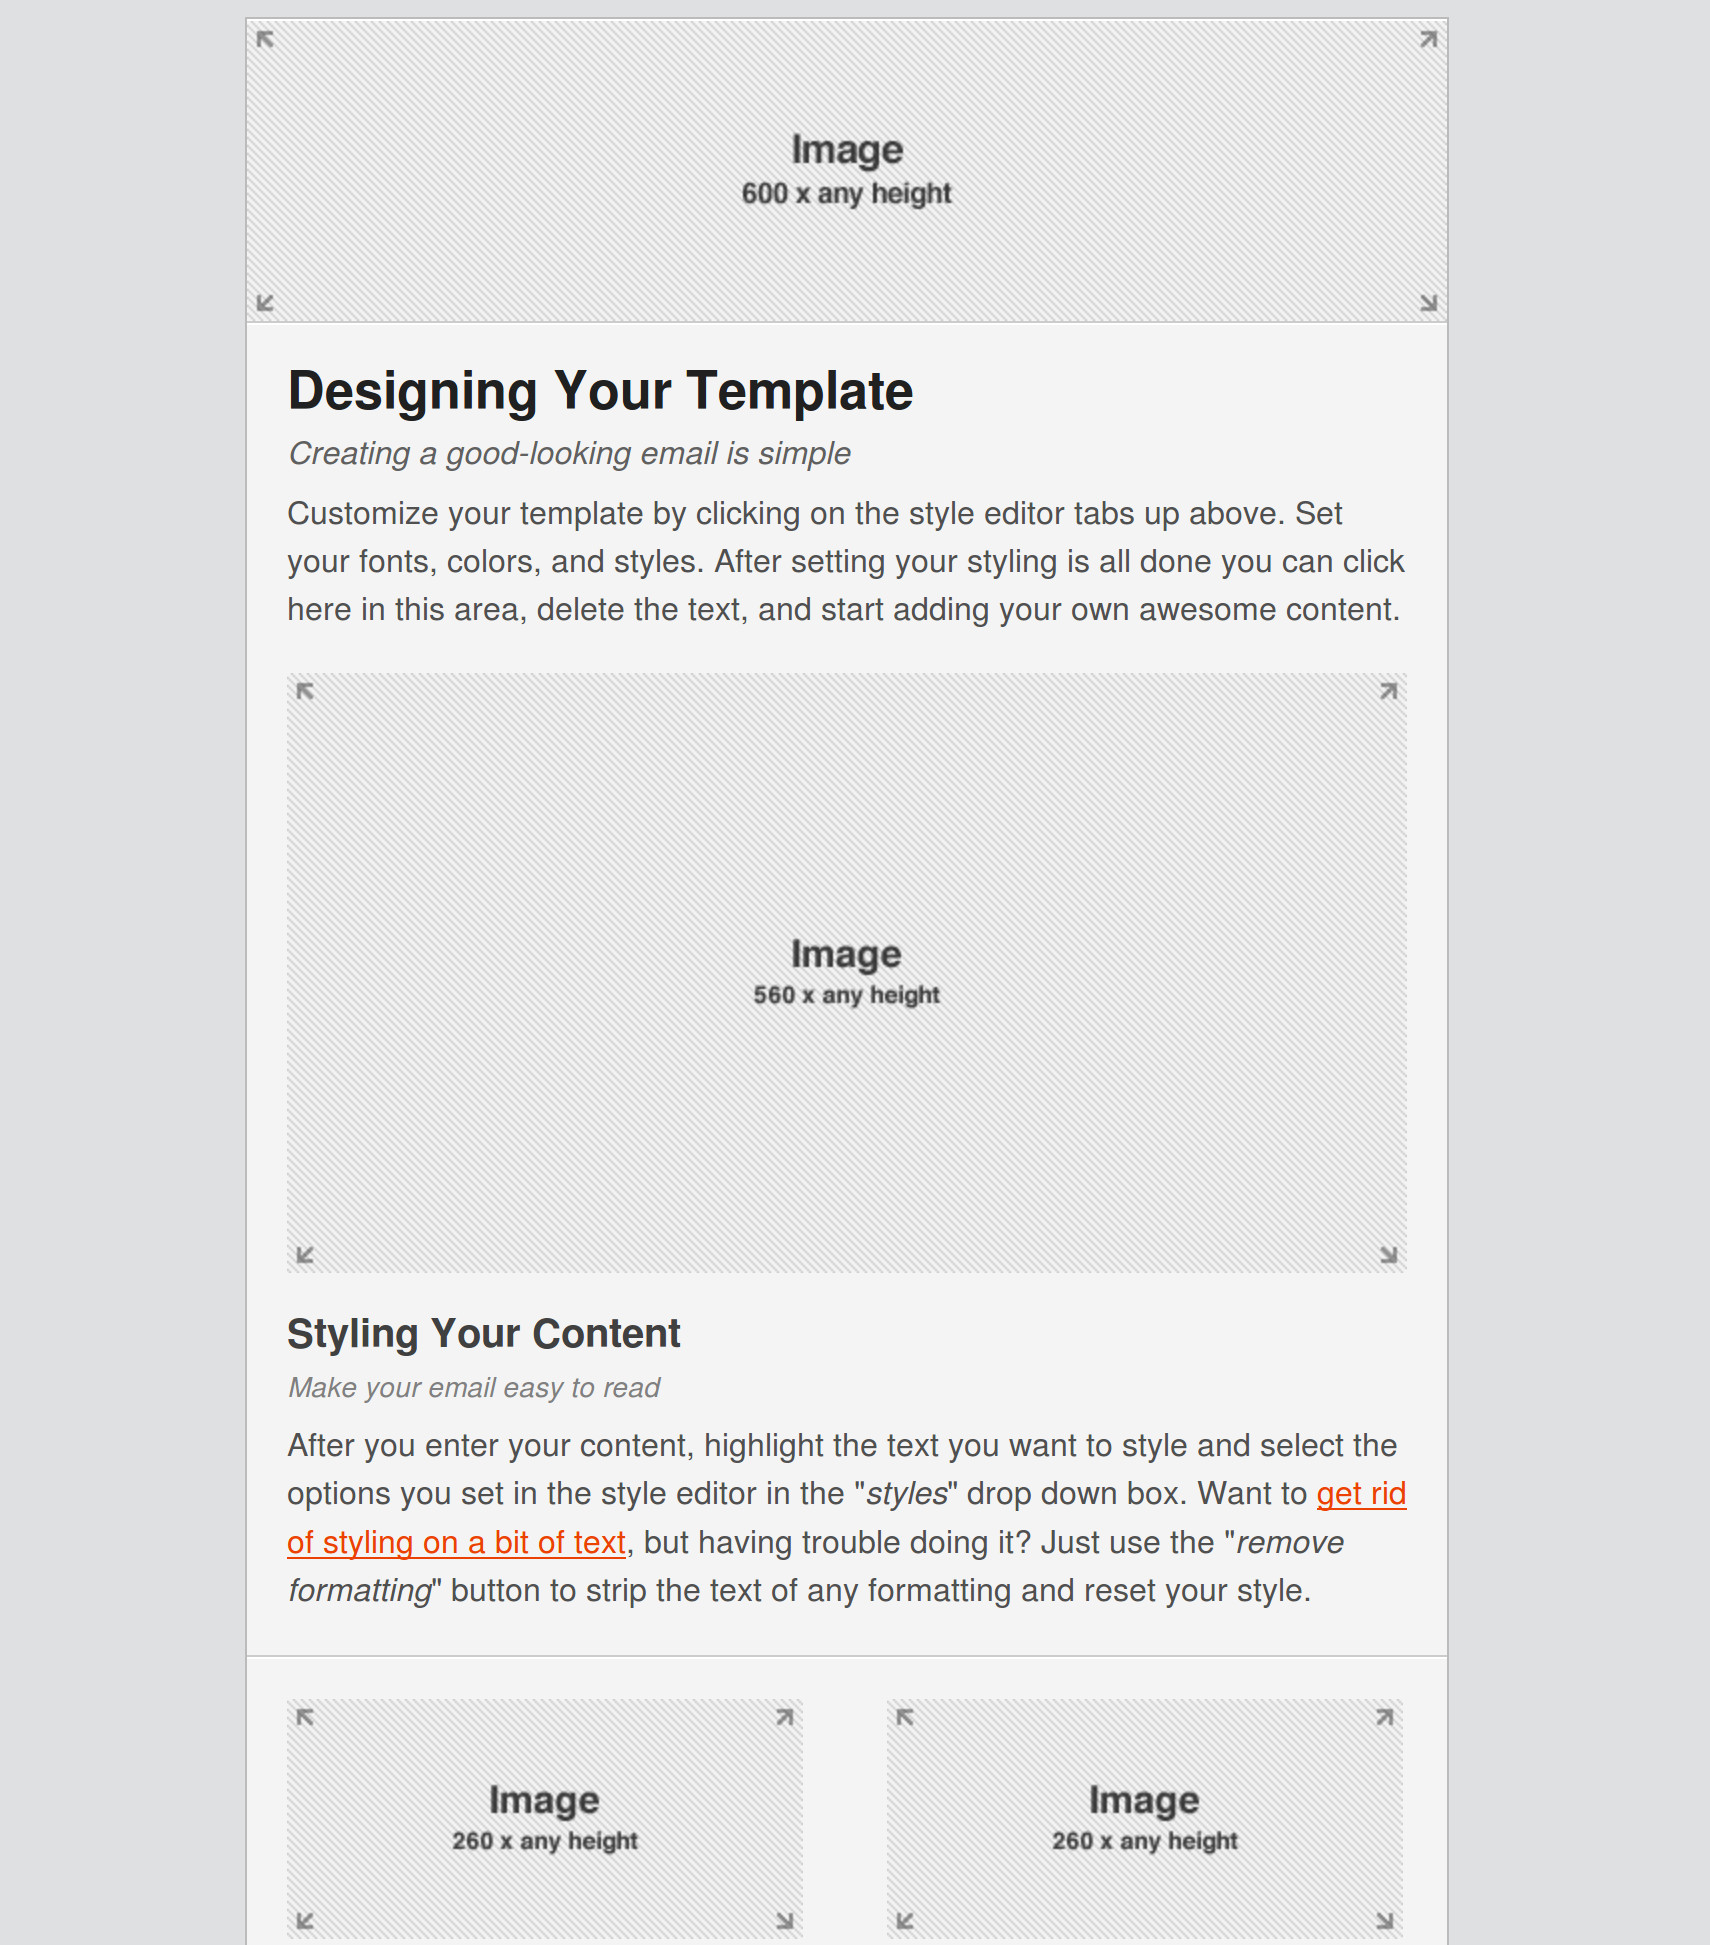 Image
600 x any height
Designing Your Template
Creating a good-looking email is simple
Customize your template by clicking on the style editor tabs up above. Set
your fonts, colors, and styles. After setting your styling is all done you can click
here in this area, delete the text, and start adding your own awesome content.
Image
560 x any height
Styling Your Content
Make your email easy to read
After you enter your content, highlight the text you want to style and select the
options you set in the style editor in the "styles" drop down box. Want to get rid
of styling on a bit of text, but having trouble doing it? Just use the "remove
formatting" button to strip the text of any formatting and reset your style.
Image
260 x any height
Image
260 x any height